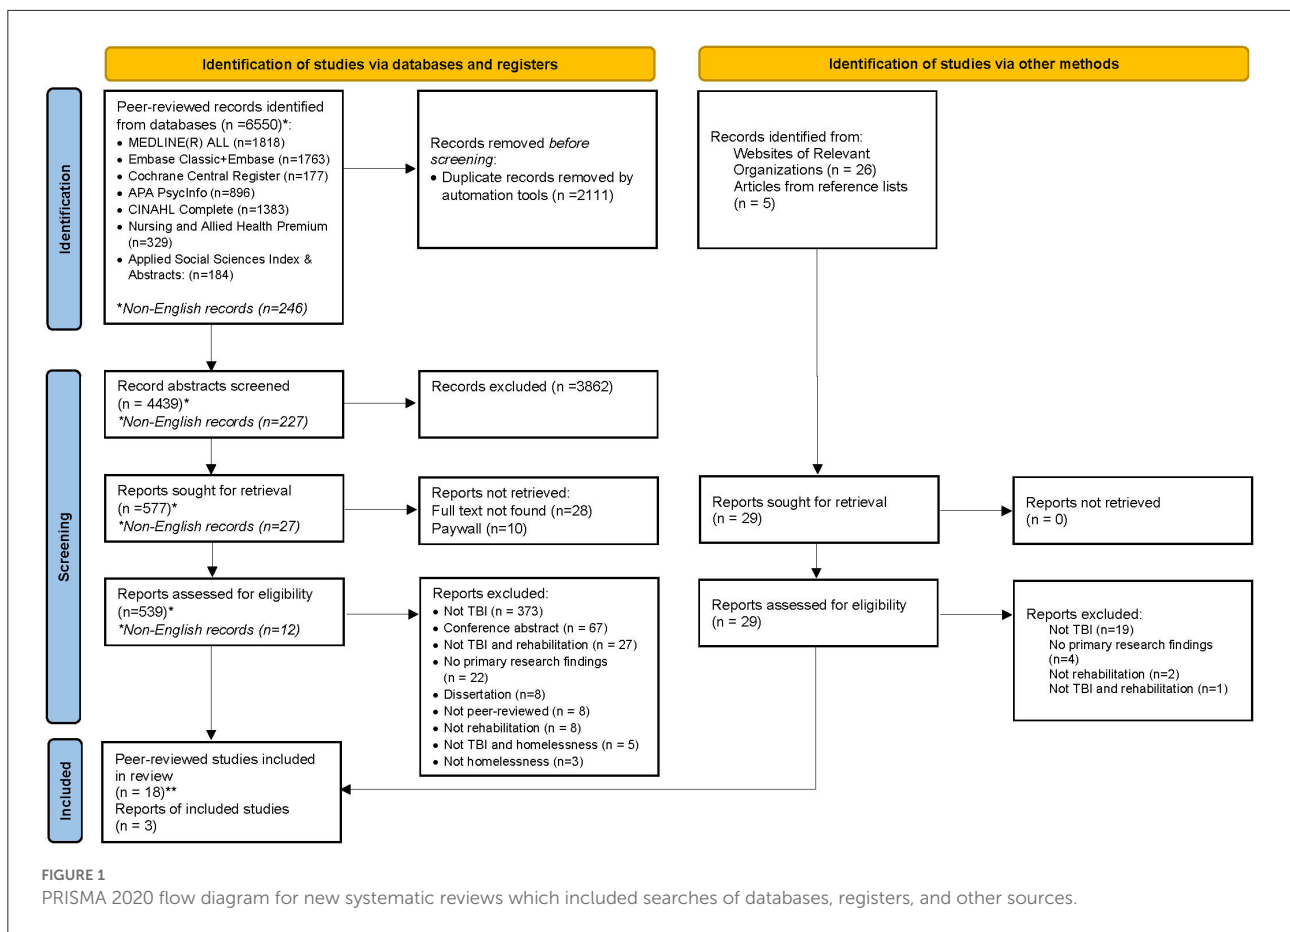 Identification of studies via databases and registers
Identification of studies via other methods
Identification
Peer-reviewed records identified
from databases (n =6550)*:
• MEDLINE(R) ALL (n=1818)
• Embase Classic+Embase (n=1763)
• Cochrane Central Register (n=177)
• APA PsycInfo (n=896)
• CINAHL Complete (n=1383)
• Nursing and Allied Health Premium
(n=329)
• Applied Social Sciences Index &
Abstracts: (n=184)
*Non-English records (n=246)
Records removed before
screening:
• Duplicate records removed by
automation tools (n =2111)
Records identified from:
Websites of Relevant
Organizations (n = 26)
Articles from reference lists
(n = 5)
Screening
Record abstracts screened
(n = 4439)*
*Non-English records (n=227)
Records excluded (n =3862)
Reports sought for retrieval
(n =577)*
*Non-English records (n=27)
Reports not retrieved:
Full text not found (n=28)
Paywall (n=10)
Reports sought for retrieval
(n = 29)
Reports not retrieved
(n = 0)
Reports assessed for eligibility
(n=539)*
*Non-English records (n=12)
Reports excluded:
• Not TBI (n = 373)
• Conference abstract (n = 67)
• Not TBI and rehabilitation (n = 27)
• No primary research findings
(n = 22)
• Dissertation (n=8)
• Not peer-reviewed (n = 8)
• Not rehabilitation (n = 8)
• Not TBI and homelessness (n = 5)
• Not homelessness (n=3)
Reports assessed for eligibility
(n = 29)
Reports excluded:
Not TBI (n=19)
No primary research findings
(n=4)
Not rehabilitation (n=2)
Not TBI and rehabilitation (n=1)
Included
Peer-reviewed studies included
in review
(n = 18)**
Reports of included studies
(n = 3)
FIGURE 1
PRISMA 2020 flow diagram for new systematic reviews which included searches of databases, registers, and other sources.